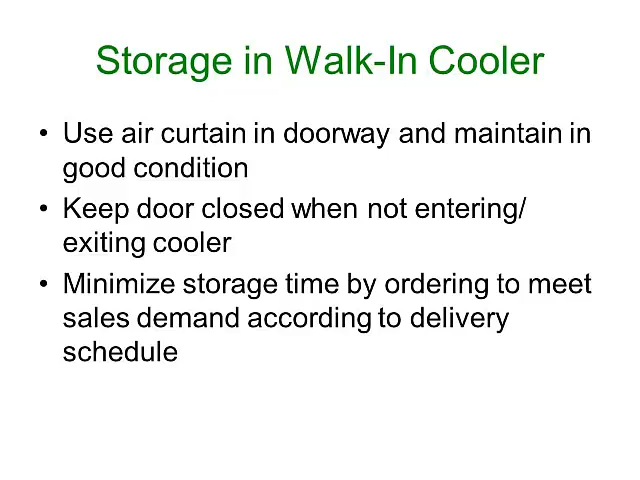 Storage in Walk-In Cooler
• Use air curtain in doorway and maintain in
good condition
• Keep door closed when not entering/
exiting cooler
• Minimize storage time by ordering to meet
sales demand according to delivery
schedule